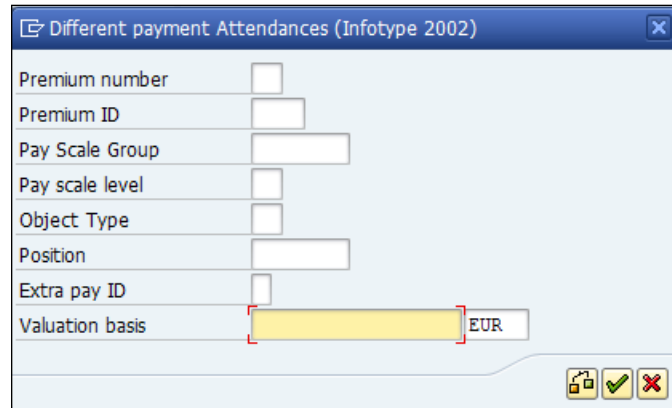 Different payment Attendances (Infotype 2002)
Premium number
Premium ID
Pay Scale Group
Pay scale level
Object Type
Position
Extra pay ID
Valuation basis EUR